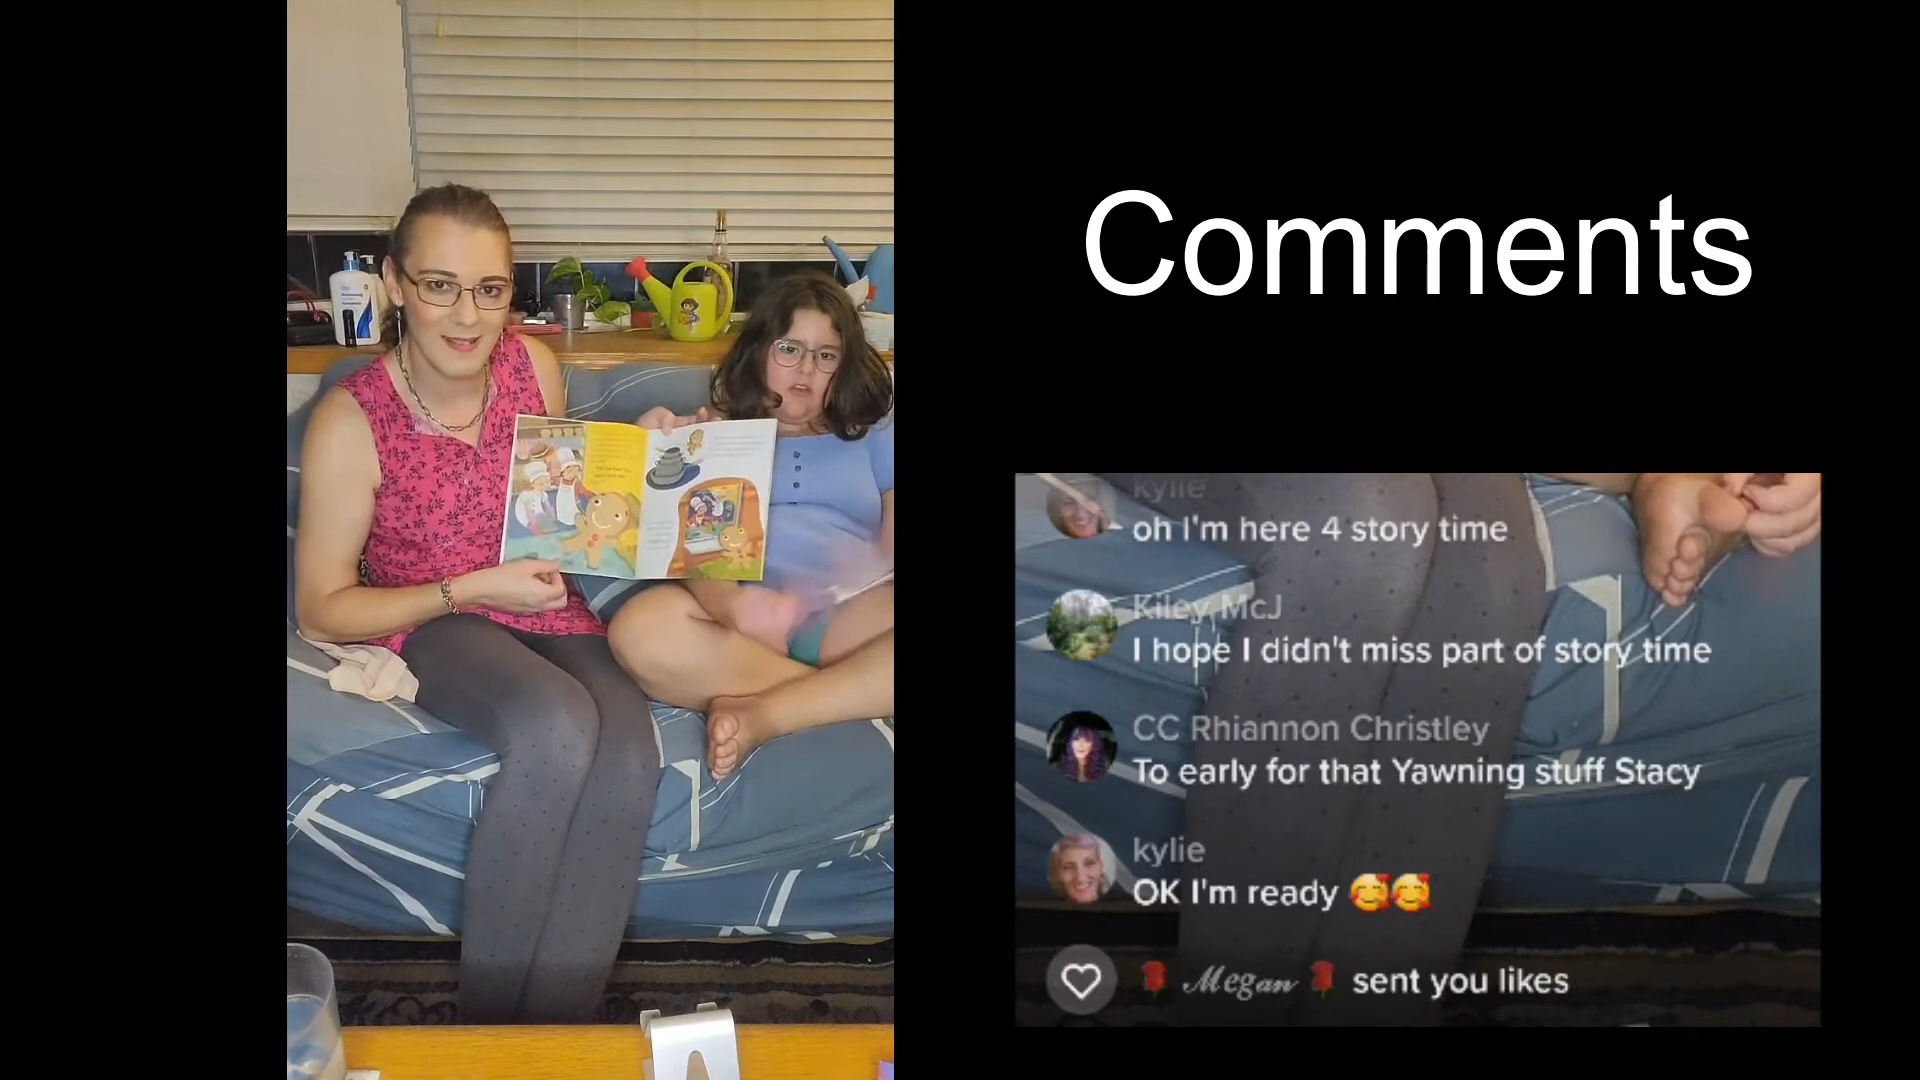 Comments
kylie
oh I'm here 4 story time
Kiley McJ
I hope I didn't miss part of story time
CC Rhiannon Christley
To early for that Yawning stuff Stacy
kylie
OK I'm ready 🥰🥰
🌹 Megan 🌹 sent you likes